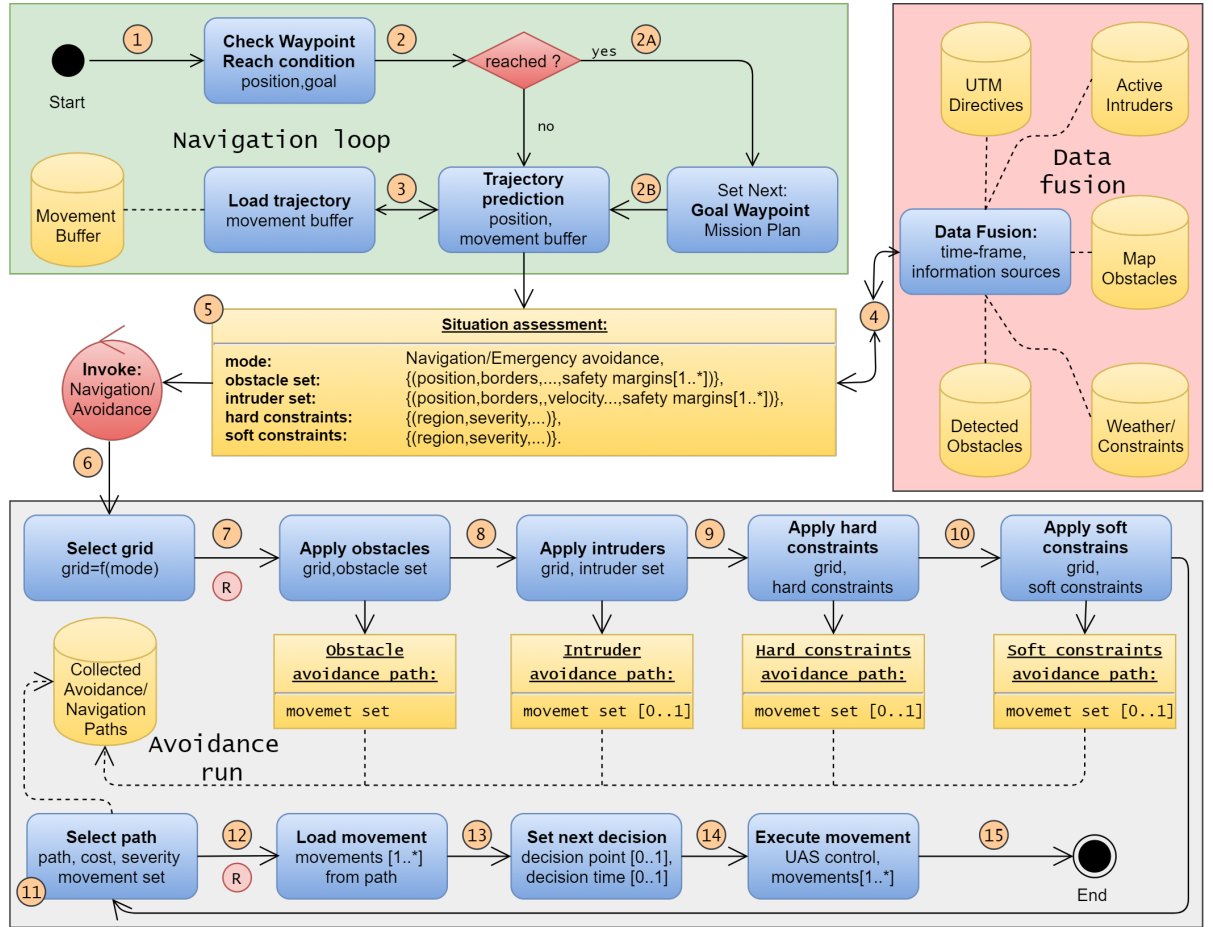 1
Check Waypoint
Reach condition
position,goal
2
reached ?
yes
2A
Start
no
Navigation loop
Movement
Buffer
Load trajectory
movement buffer
3
Trajectory
prediction
position,
movement buffer
2B
Set Next:
Goal Waypoint
Mission Plan
UTM
Directives
Active
Intruders
Data
fusion
Data Fusion:
time-frame,
information sources
Map
Obstacles
4
Detected
Obstacles
Weather/
Constraints
5
Situation assessment:
mode: Navigation/Emergency avoidance,
obstacle set: {(position,borders,...,safety margins[1..*])},
intruder set: {(position,borders,,velocity...,safety margins[1..*])},
hard constraints: {(region,severity,...)},
soft constraints: {(region,severity,...)}.
Invoke:
Navigation/
Avoidance
6
Select grid
grid=f(mode)
7
R
Apply obstacles
grid,obstacle set
8
Apply intruders
grid, intruder set
9
Apply hard
constraints
grid,
hard constraints
10
Apply soft
constrains
grid,
soft constraints
Collected
Avoidance/
Navigation
Paths
Obstacle
avoidance path:
movemet set
Intruder
avoidance path:
movemet set [0..1]
Hard constraints
avoidance path:
movemet set [0..1]
Soft constraints
avoidance path:
movemet set [0..1]
Avoidance
run
Select path
path, cost, severity
movement set
11
12
R
Load movement
movements [1..*]
from path
13
Set next decision
decision point [0..1],
decision time [0..1]
14
Execute movement
UAS control,
movements[1..*]
15
End